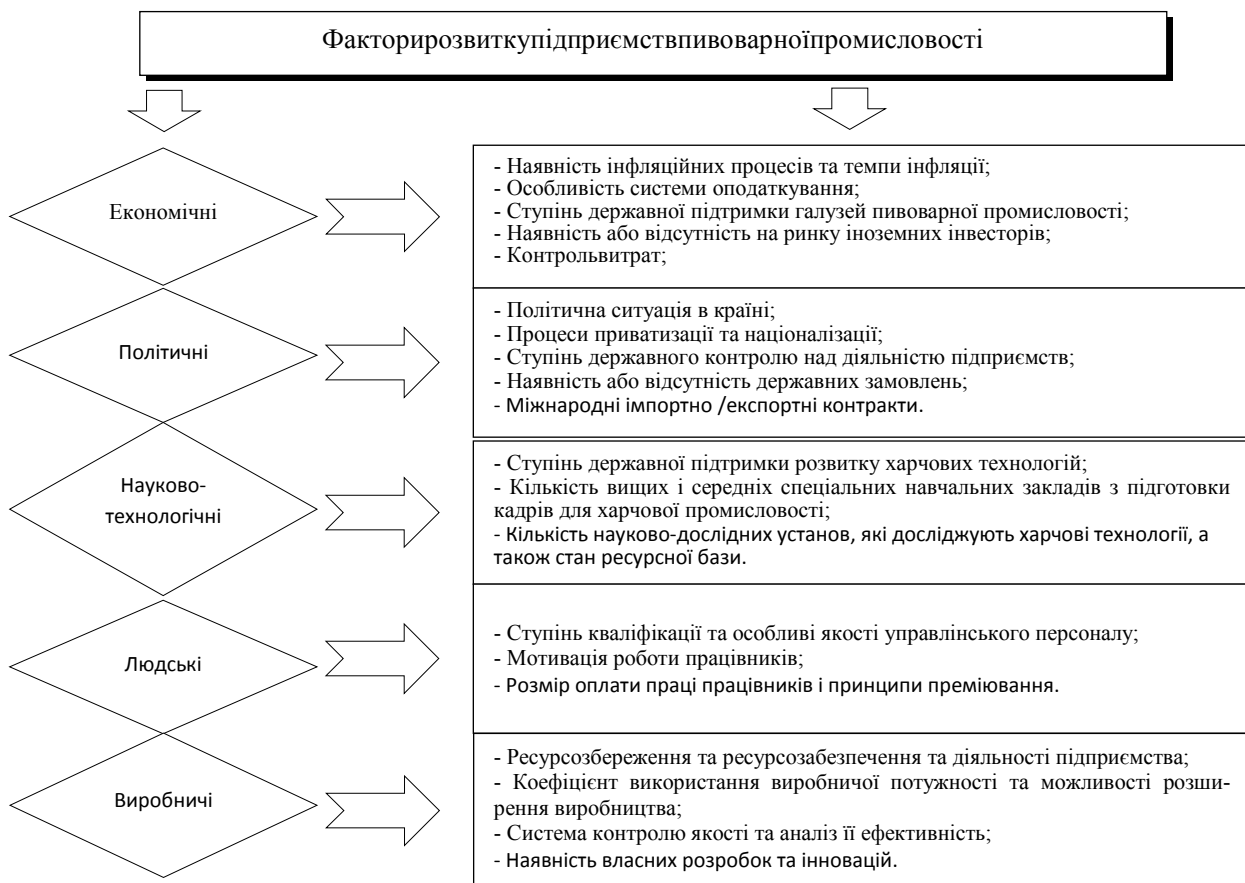 Факторирозвиткупідприємствпивоварноїпромисловості
Економічні
- Наявність інфляційних процесів та темпи інфляції;
- Особливість системи оподаткування;
- Ступінь державної підтримки галузей пивоварної промисловості;
- Наявність або відсутність на ринку іноземних інвесторів;
- Контрольвитрат;
Політичні
- Політична ситуація в країні;
- Процеси приватизації та націоналізації;
- Ступінь державного контролю над діяльністю підприємств;
- Наявність або відсутність державних замовлень;
- Міжнародні імпортно /експортні контракти.
Науково-
технологічні
- Ступінь державної підтримки розвитку харчових технологій;
- Кількість вищих і середніх спеціальних навчальних закладів з підготовки
кадрів для харчової промисловості;
- Кількість науково-дослідних установ, які досліджують харчові технології, а
також стан ресурсної бази.
Людські
- Ступінь кваліфікації та особливі якості управлінського персоналу;
- Мотивація роботи працівників;
- Розмір оплати праці працівників і принципи преміювання.
Виробничі
- Ресурсозбереження та ресурсозабезпечення та діяльності підприємства;
- Коефіцієнт використання виробничої потужності та можливості розши-
рення виробництва;
- Система контролю якості та аналіз її ефективність;
- Наявність власних розробок та інновацій.